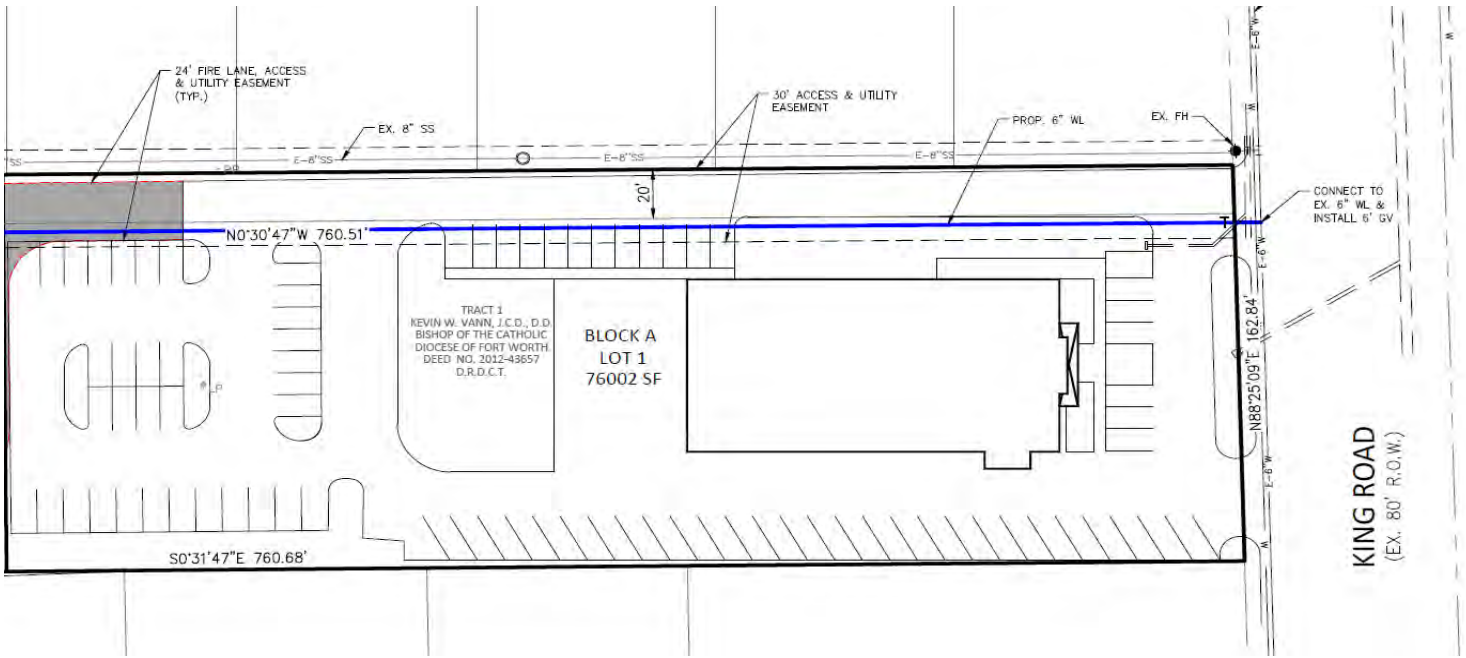 24' FIRE LANE, ACCESS
& UTILITY EASEMENT
(TYP.)
EX. 8" SS
30' ACCESS & UTILITY
EASEMENT
PROP. 6" WL
EX. FH
E-6"W
W
W
W
"SS
E-8"SS
E-8"SS
E-8"SS
20'
CONNECT TO
EX. 6" WL &
INSTALL 6' GV
N0°30'47"W 760.51'
E-6"W
TRACT 1
KEVIN W. VANN, J.C.D., D.D.
BISHOP OF THE CATHOLIC
DIOCESE OF FORT WORTH
DEED NO. 2012-43657
D.R.D.C.T.
BLOCK A
LOT 1
76002 SF
N88°25'09"E 162.84'
KING ROAD
(EX. 80' R.O.W.)
E-6"W
W
S0°31'47"E 760.68'